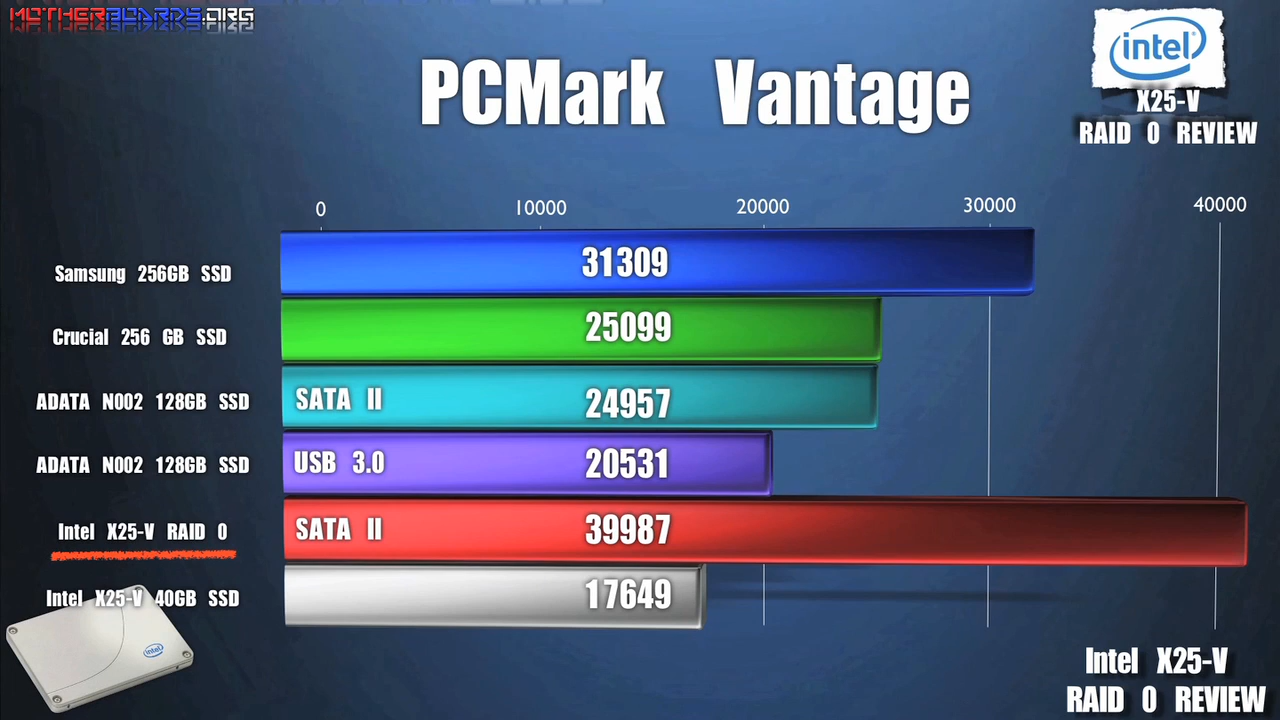 MOTHERBOARDS.ORG
intel
X25-V
RAID 0 REVIEW
PCMark Vantage
0 10000 20000 30000 40000
Samsung 256GB SSD 31309
Crucial 256 GB SSD 25099
ADATA N002 128GB SSD SATA II 24957
ADATA N002 128GB SSD USB 3.0 20531
Intel X25-V RAID 0 SATA II 39987
Intel X25-V 40GB SSD 17649
intel
Intel X25-V
RAID 0 REVIEW